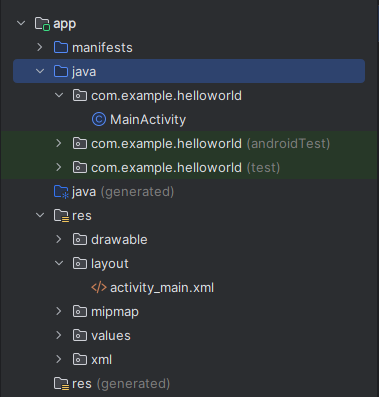 app
manifests
java
com.example.helloworld
MainActivity
com.example.helloworld (androidTest)
com.example.helloworld (test)
java (generated)
res
drawable
layout
activity_main.xml
mipmap
values
xml
res (generated)